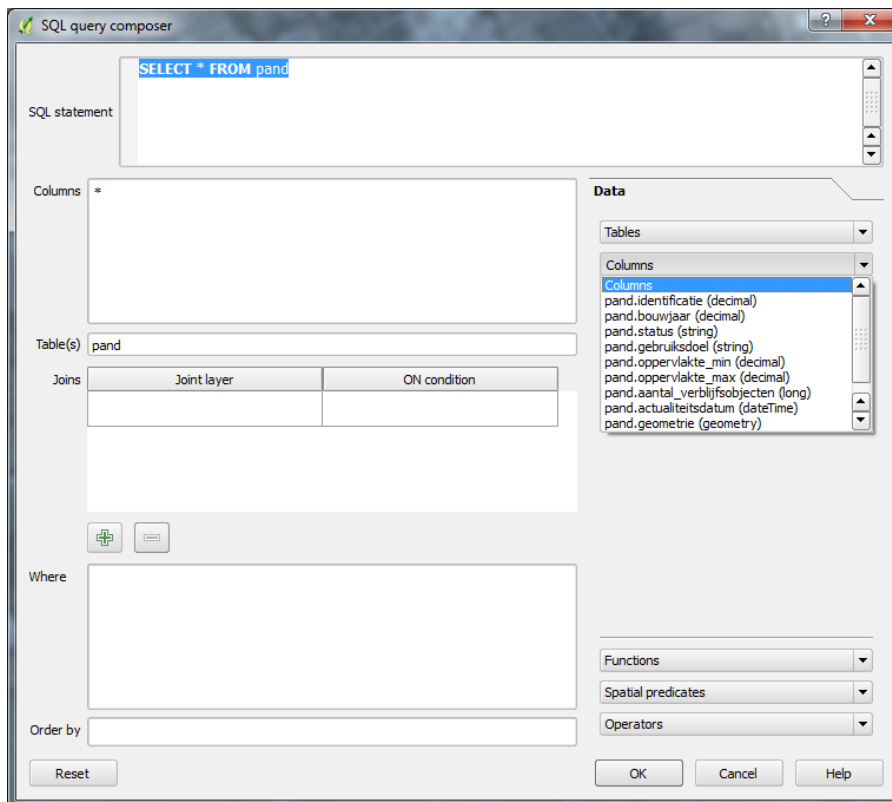 SQL query composer
SELECT * FROM pand
SQL statement
Columns *
Data
Tables
Columns
Columns
pand.identificatie (decimal)
pand.bouwjaar (decimal)
pand.status (string)
pand.gebruiksdoel (string)
pand.oppervlakte_min (decimal)
pand.oppervlakte_max (decimal)
pand.aantal_verblijfsobjecten (long)
pand.actualiteitsdatum (dateTime)
pand.geometrie (geometry)
Table(s) pand
Joins Joint layer ON condition
Where
Functions
Spatial predicates
Operators
Order by
Reset OK Cancel Help